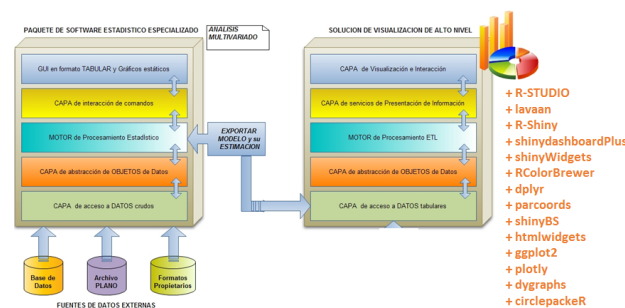 PAQUETE DE SOFTWARE ESTADISTICO ESPECIALIZADO
ANALISIS
MULTIVARIADO
GUI en formato TABULAR y Gráficos estáticos
CAPA de interacción de comandos
MOTOR de Procesamiento Estadístico
CAPA de abstracción de OBJETOS de Datos
CAPA de acceso a DATOS crudos
Base de
Datos
Archivo
PLANO
Formatos
Propietarios
FUENTES DE DATOS EXTERNAS
EXPORTAR
MODELO y su
ESTIMACION
SOLUCION DE VISUALIZACION DE ALTO NIVEL
CAPA de Visualización e Interacción
CAPA de servicios de Presentación de Información
MOTOR de Procesamiento ETL
CAPA de abstracción de OBJETOS de Datos
CAPA de acceso a DATOS tabulares
+ R-STUDIO
+ lavaan
+ R-Shiny
+ shinydashboardPlus
+ shinyWidgets
+ RColorBrewer
+ dplyr
+ parcoords
+ shinyBS
+ htmlwidgets
+ ggplot2
+ plotly
+ dygraphs
+ circlepackeR